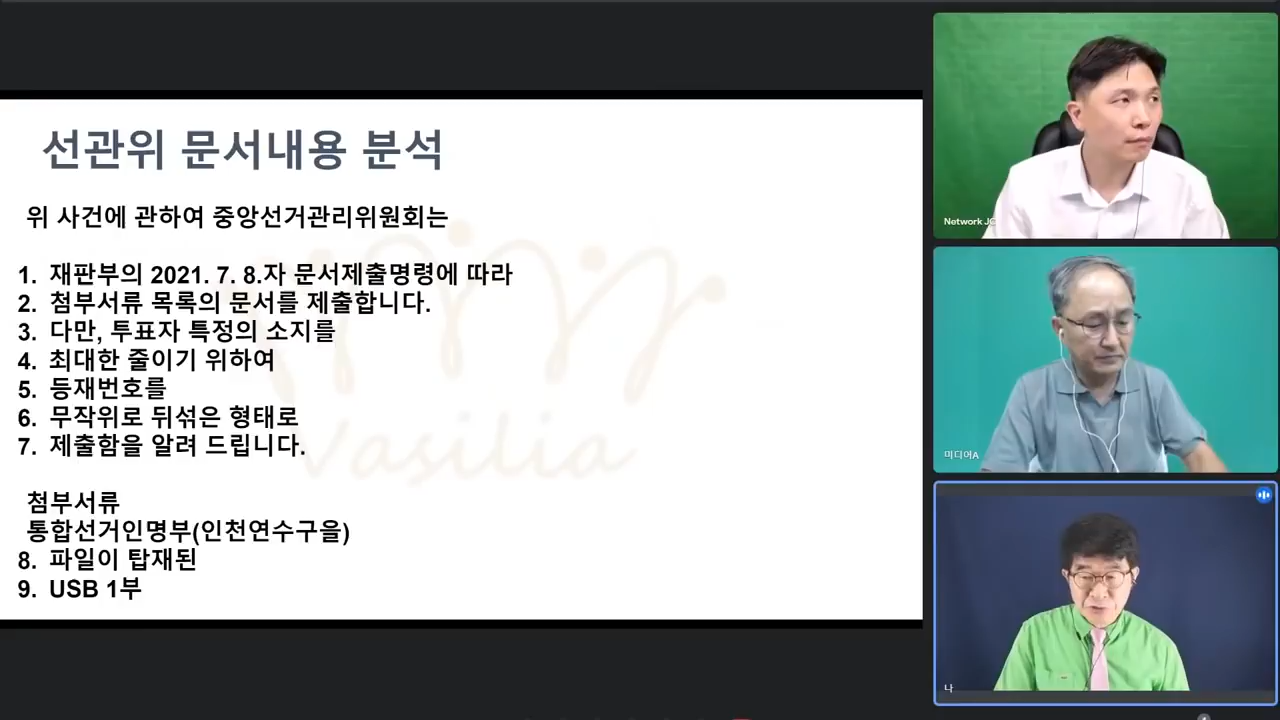 선관위 문서내용 분석
위 사건에 관하여 중앙선거관리위원회는
1. 재판부의 2021. 7. 8.자 문서제출명령에 따라
2. 첨부서류 목록의 문서를 제출합니다.
3. 다만, 투표자 특정의 소지를
4. 최대한 줄이기 위하여
5. 등재번호를
6. 무작위로 뒤섞은 형태로
7. 제출함을 알려 드립니다.
첨부서류
통합선거인명부(인천연수구을)
8. 파일이 탑재된
9. USB 1부
vasilia
Network JC
미디어A
나